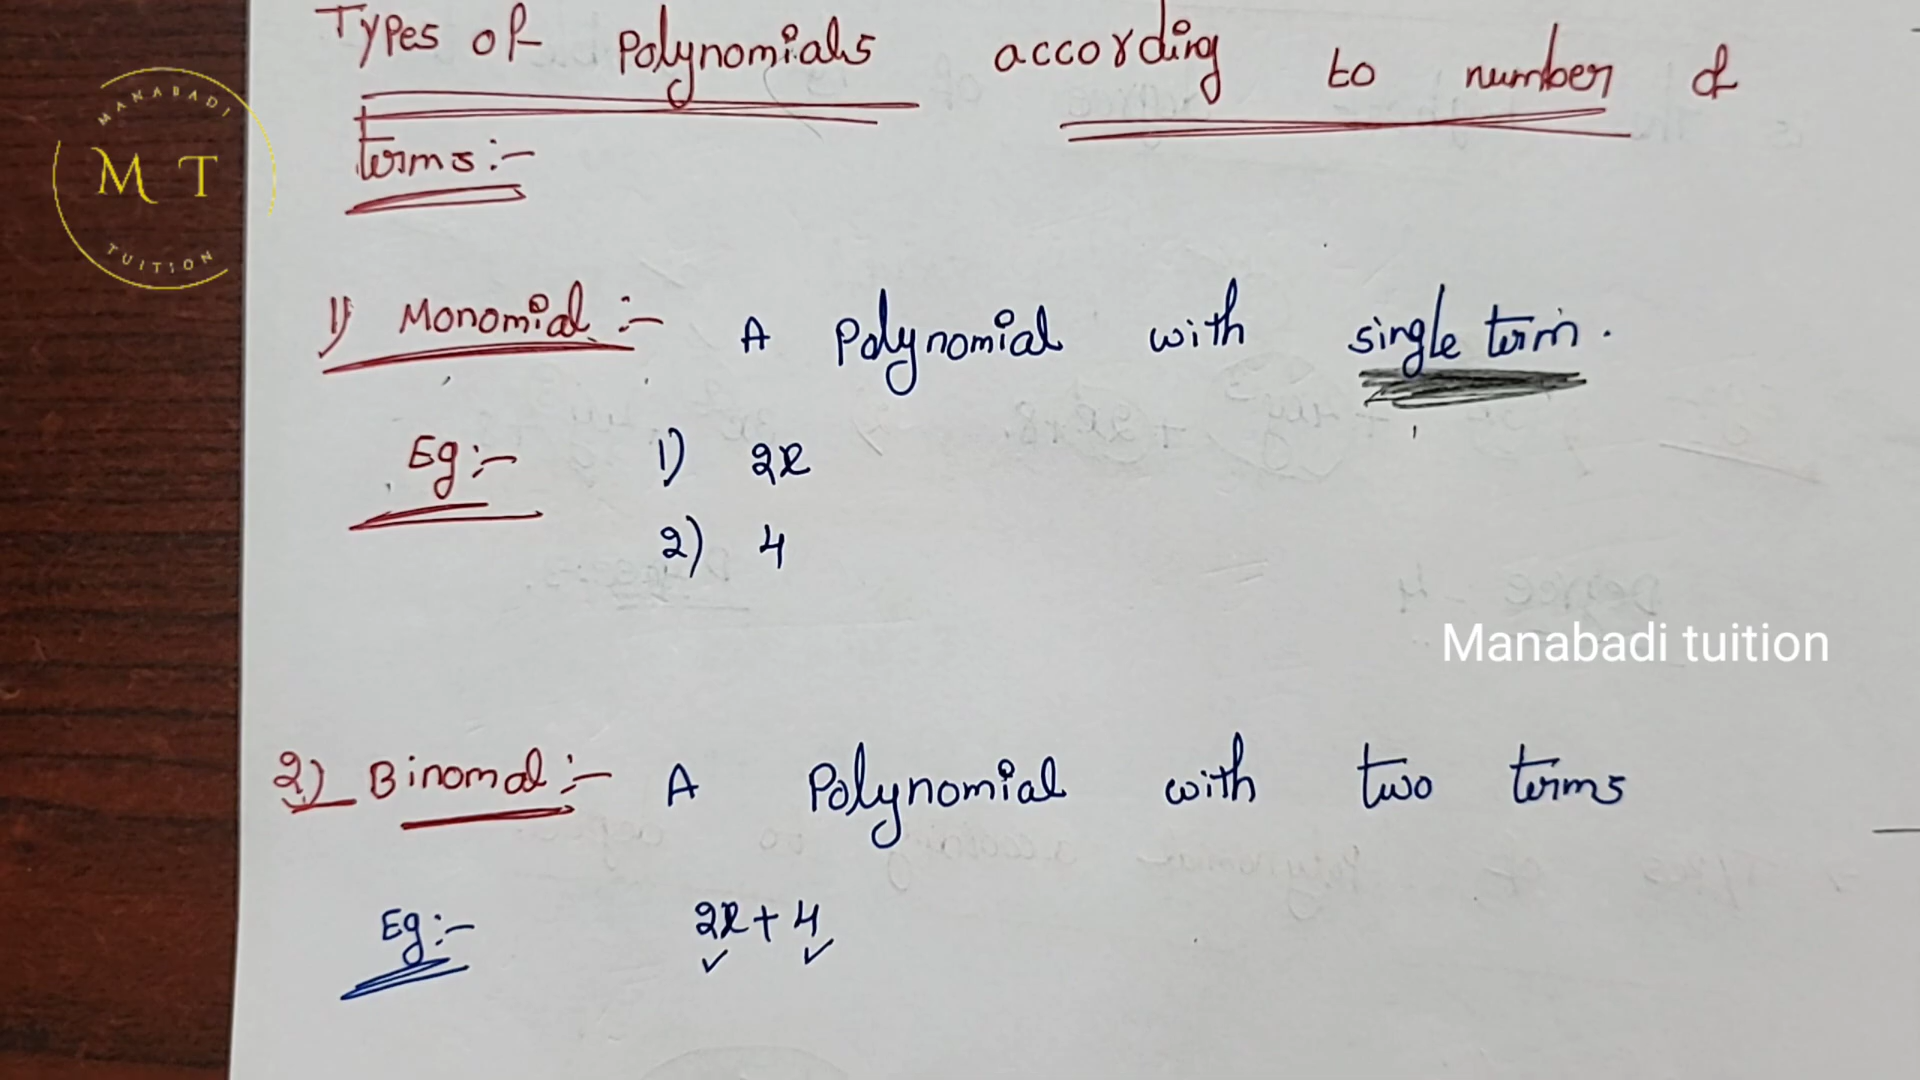 MANABADI
M T
TUITION
Types of Polynomials according to number of
terms:-
1) Monomial:- A Polynomial with single term.
Eg:- 1) 2x
2) 4
Manabadi tuition
2) Binomal:- A Polynomial with two terms
Eg:- 2x+4